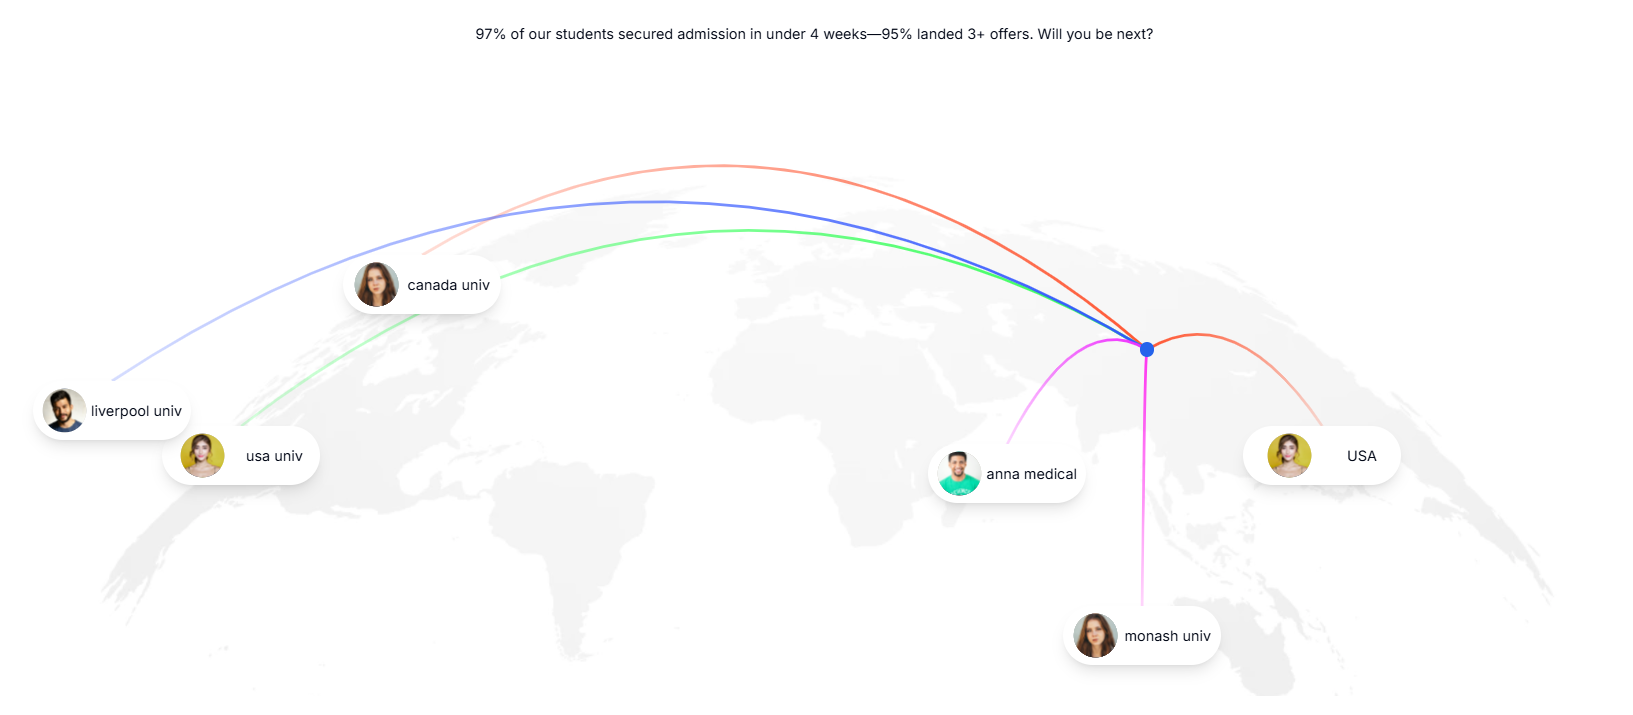 97% of our students secured admission in under 4 weeks—95% landed 3+ offers. Will you be next?
canada univ
liverpool univ
usa univ
anna medical
USA
monash univ